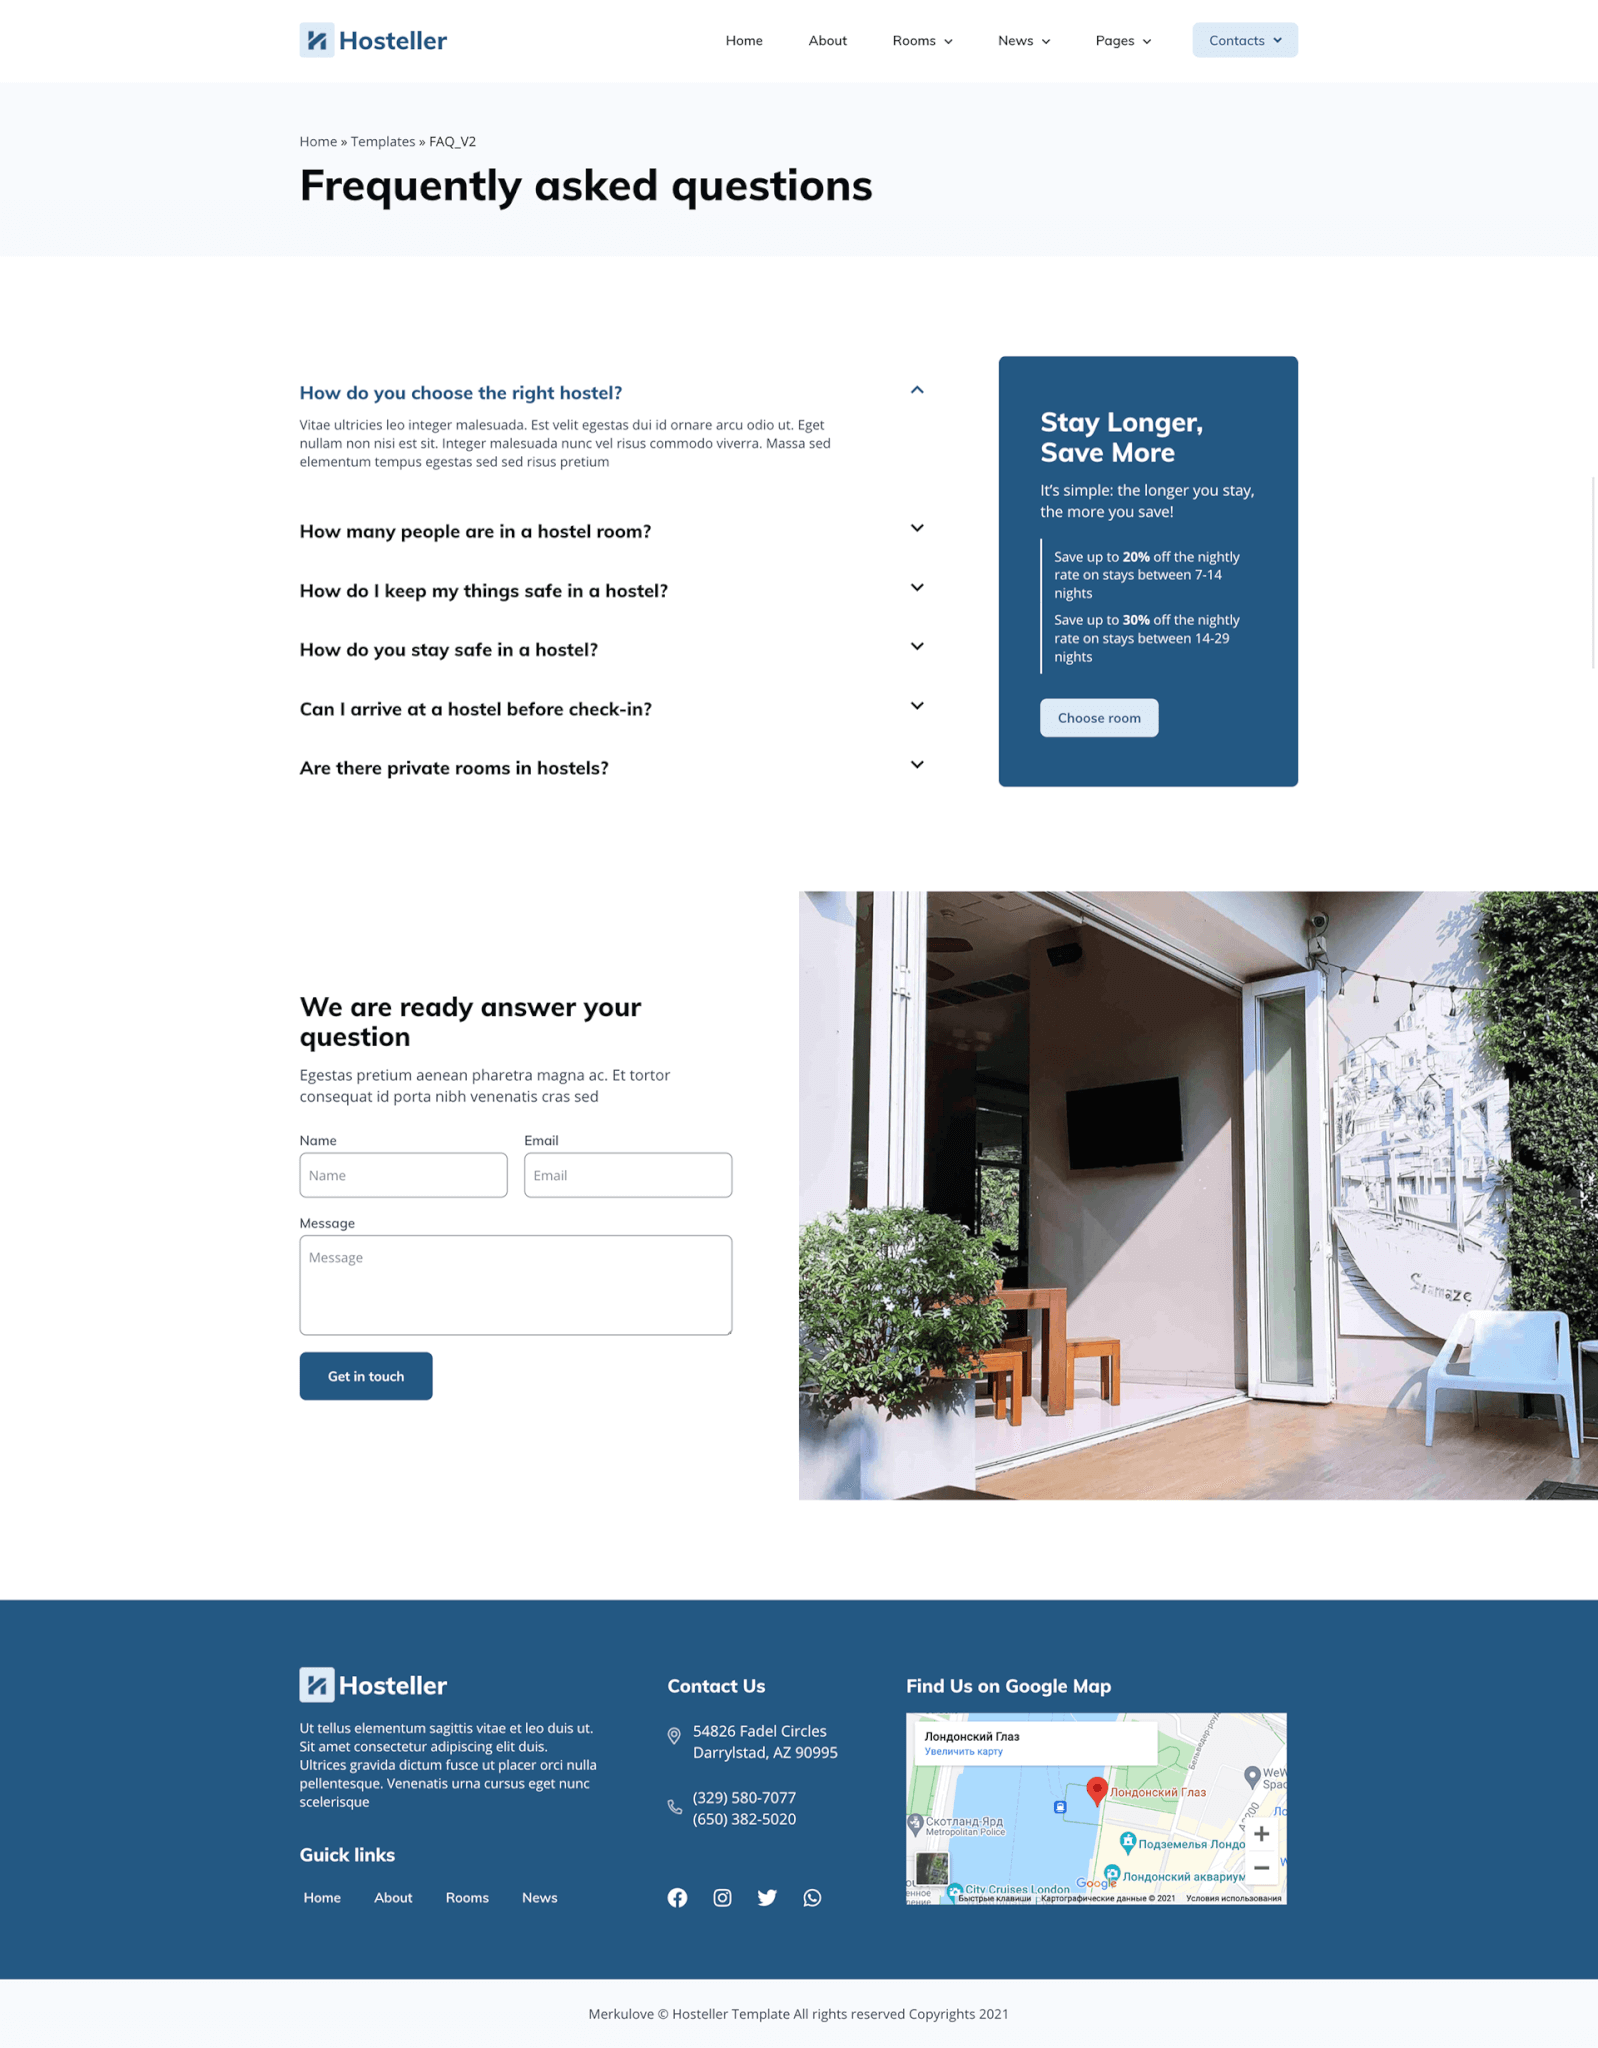 Hosteller
Home About Rooms News Pages Contacts
Home » Templates » FAQ_V2
Frequently asked questions
How do you choose the right hostel?
Vitae ultricies leo integer malesuada. Est velit egestas dui id ornare arcu odio ut. Eget
nullam non nisi est sit. Integer malesuada nunc vel risus commodo viverra. Massa sed
elementum tempus egestas sed sed risus pretium
How many people are in a hostel room?
How do I keep my things safe in a hostel?
How do you stay safe in a hostel?
Can I arrive at a hostel before check-in?
Are there private rooms in hostels?
Stay Longer,
Save More
It's simple: the longer you stay,
the more you save!
Save up to 20% off the nightly
rate on stays between 7-14
nights
Save up to 30% off the nightly
rate on stays between 14-29
nights
Choose room
We are ready answer your
question
Egestas pretium aenean pharetra magna ac. Et tortor
consequat id porta nibh venenatis cras sed
Name Email
Name Email
Message
Message
Get in touch
Hosteller
Ut tellus elementum sagittis vitae et leo duis ut.
Sit amet consectetur adipiscing elit duis.
Ultrices gravida dictum fusce ut placer orci nulla
pellentesque. Venenatis urna cursus eget nunc
scelerisque
Guick links
Home About Rooms News
Contact Us
54826 Fadel Circles
Darrylstad, AZ 90995
(329) 580-7077
(650) 382-5020
Find Us on Google Map
Лондонский Глаз
Увеличить карту
Лондонский Глаз
Скотланд-Ярд
Metropolitan Police
Подземелья Лондо
Лондонский аквариум
City Cruises London
Google
Быстрые клавиши Картографические данные © 2021 Условия использования
Merkulove © Hosteller Template All rights reserved Copyrights 2021